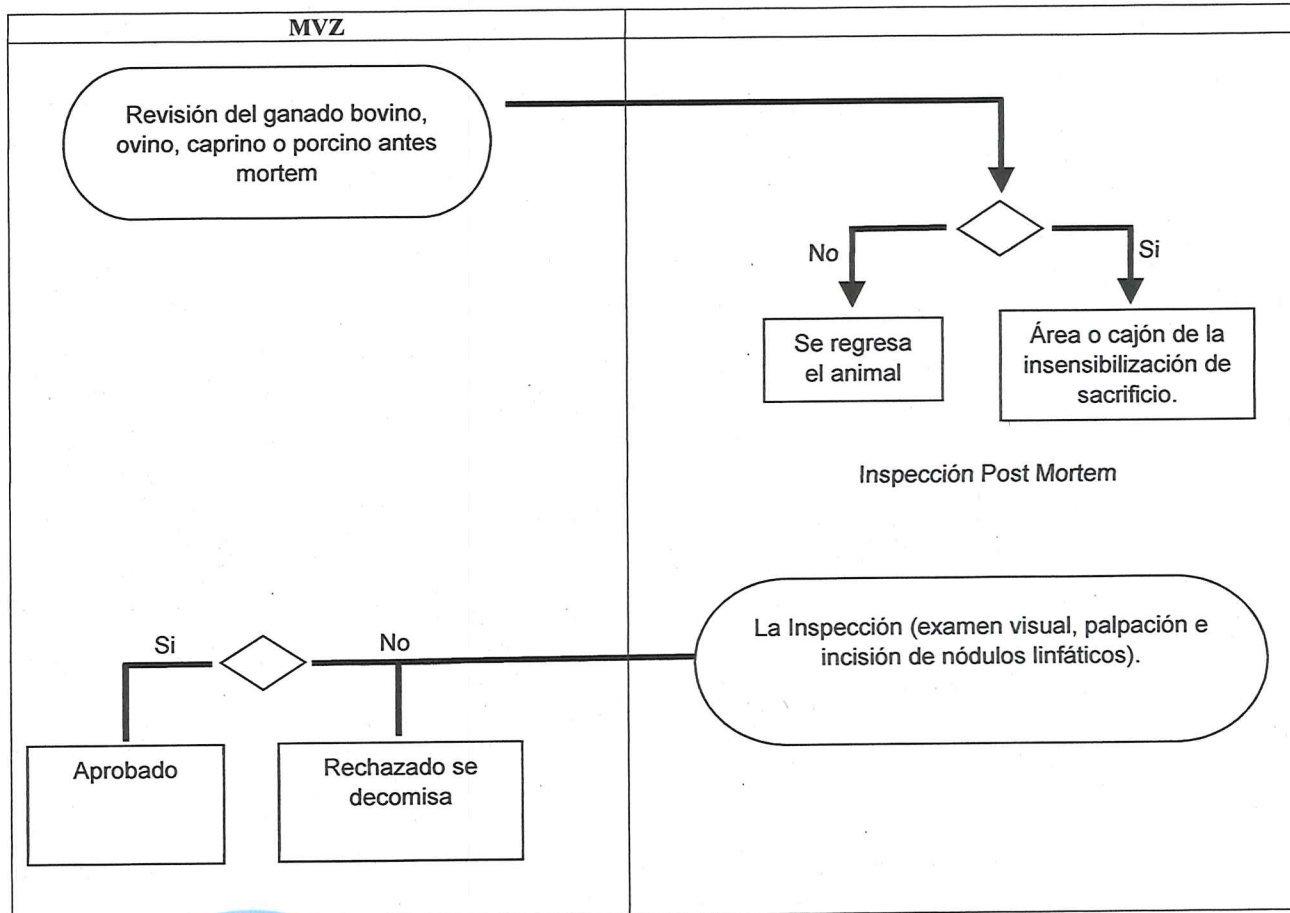 MVZ
Revisión del ganado bovino,
ovino, caprino o porcino antes
mortem
No
Si
Se regresa
el animal
Área o cajón de la
insensibilización de
sacrificio.
Inspección Post Mortem
La Inspección (examen visual, palpación e
incisión de nódulos linfáticos).
Si
No
Aprobado
Rechazado se
decomisa